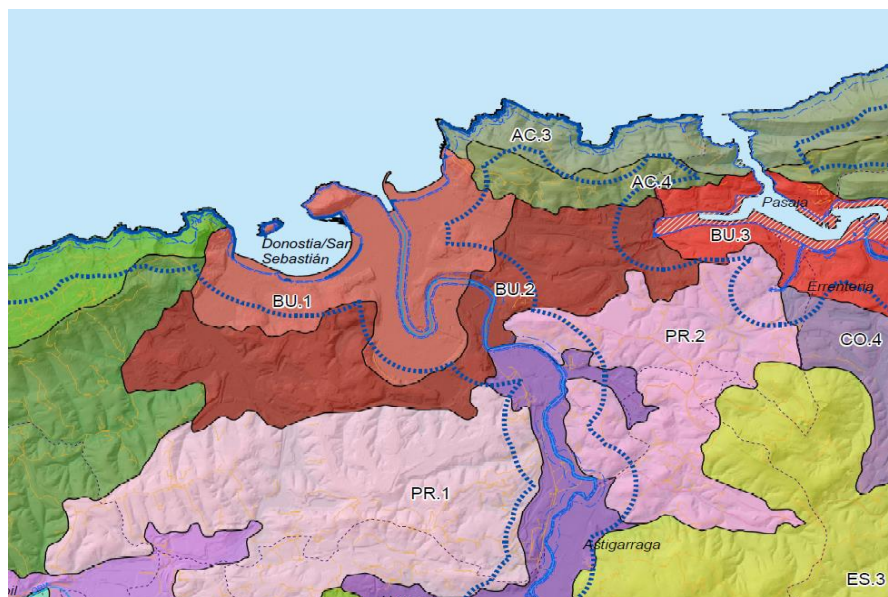 AC.3
AC.4
Pasaja
Donostia/San
Sebastián
BU.3
BU.1
BU.2
Errenteria
PR.2
CO.4
PR.1
Astigarraga
ES.3